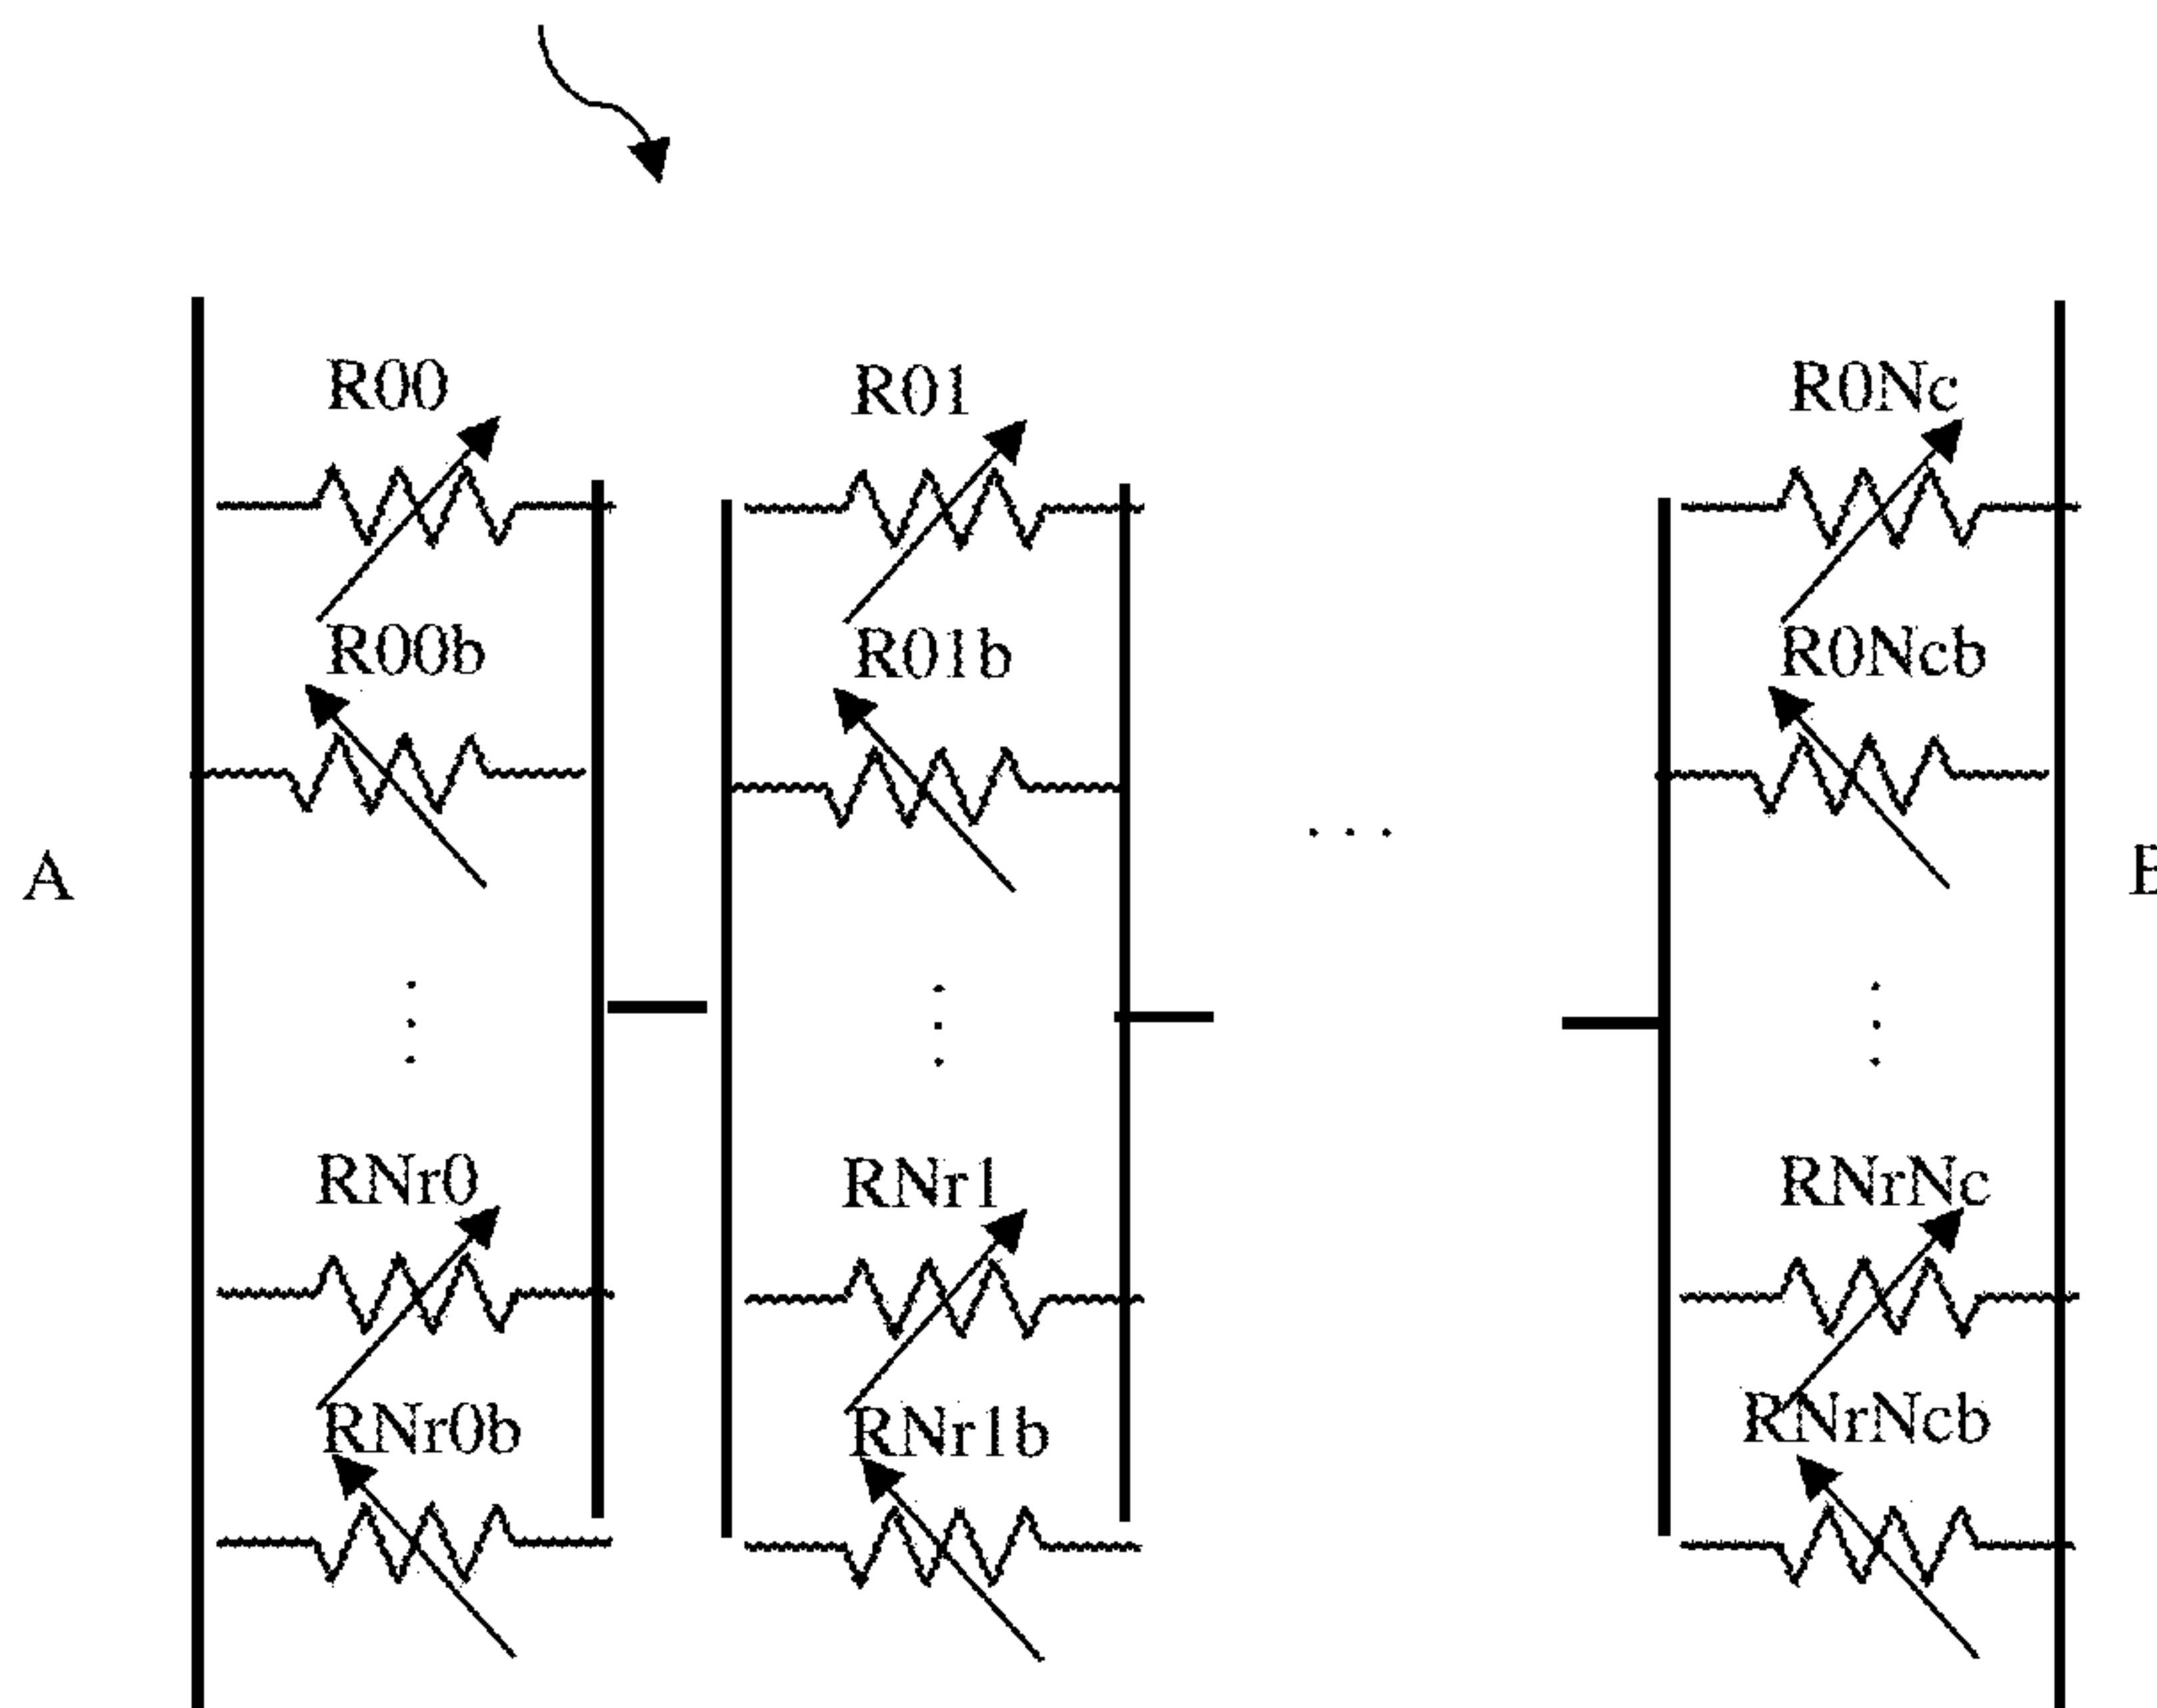 R00 R01 R0Nc
R00b R01b R0Ncb
A
. . .
RNr0 RNr1 RNrNc
RNr0b RNr1b RNrNcb